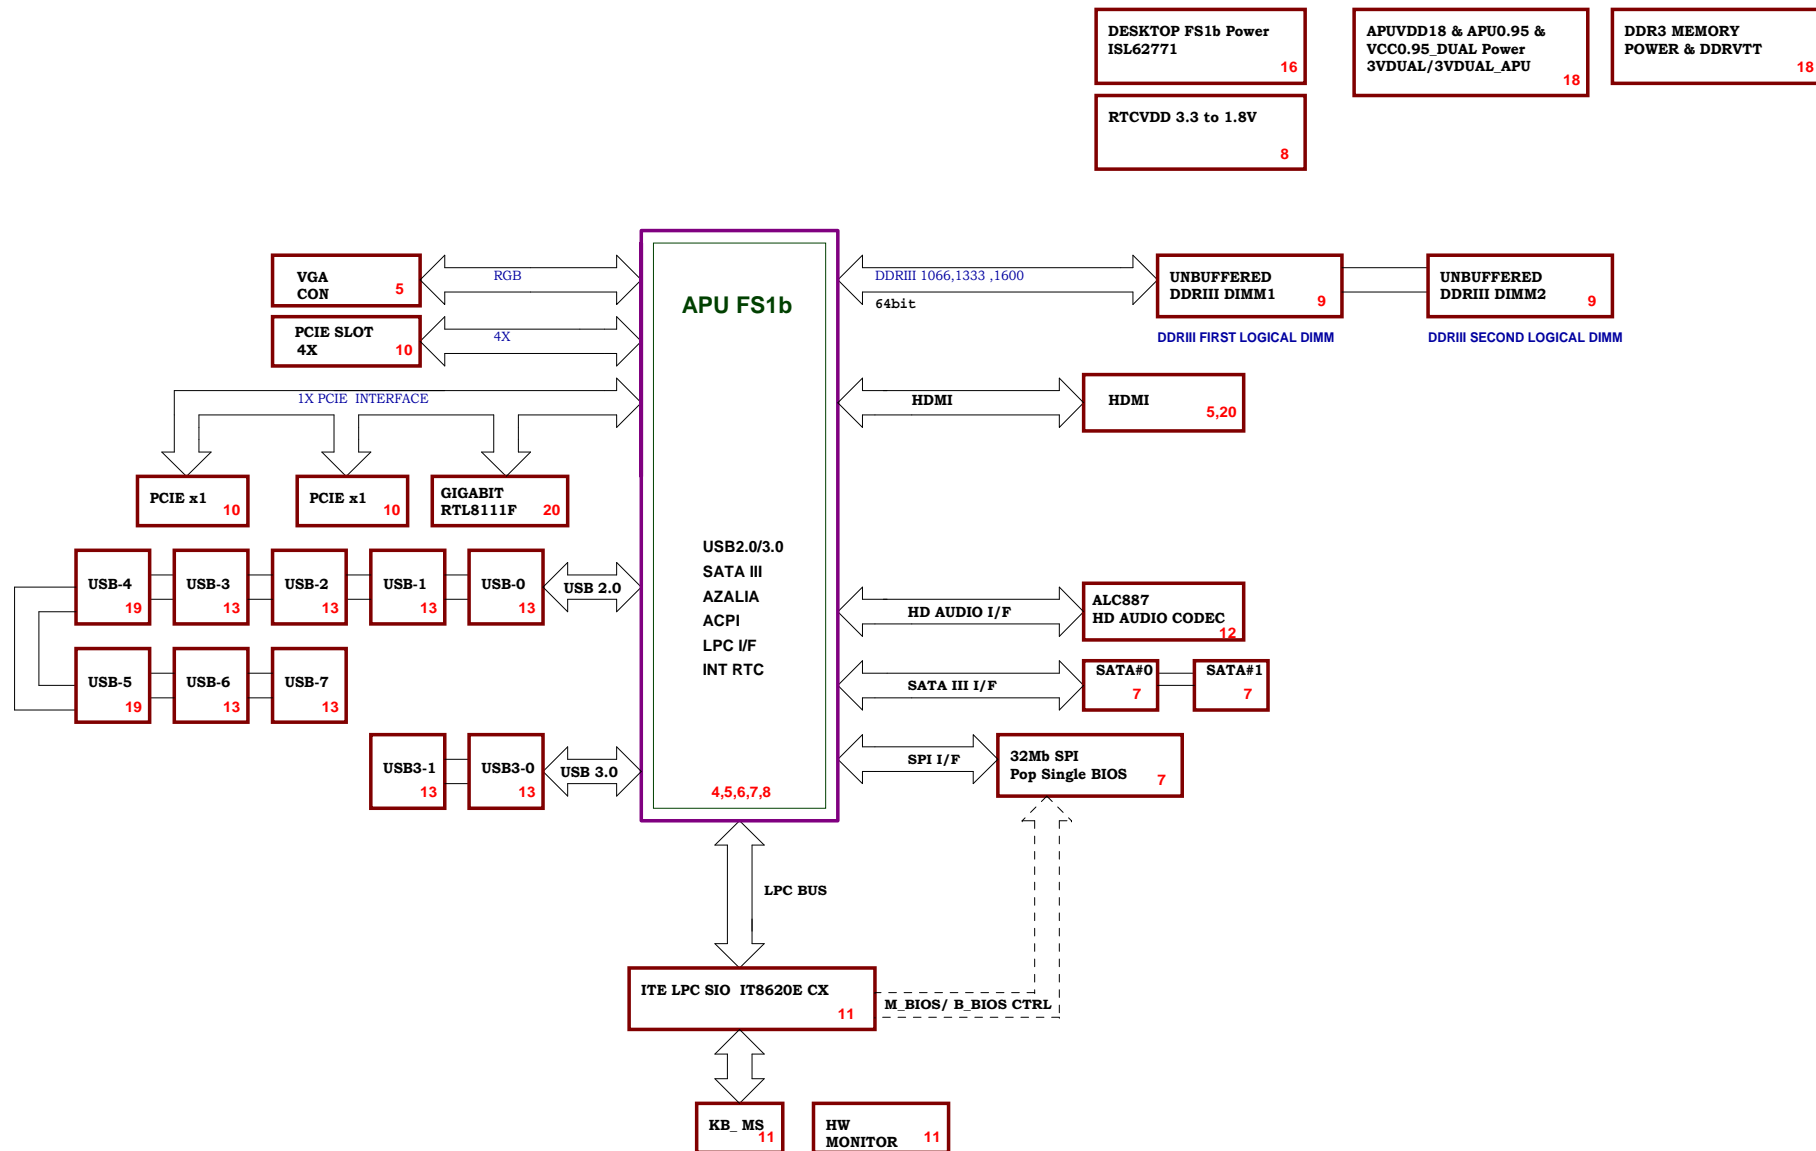 DESKTOP FS1b Power
ISL62771
16
APUVDD18 & APU0.95 &
VCC0.95_DUAL Power
3VDUAL/3VDUAL_APU
18
DDR3 MEMORY
POWER & DDRVTT
18
RTCVDD 3.3 to 1.8V
8
VGA
CON
5
RGB
PCIE SLOT
4X
10
4X
1X PCIE  INTERFACE
PCIE x1
10
PCIE x1
10
GIGABIT
RTL8111F
20
APU FS1b
USB2.0/3.0
SATA III
AZALIA
ACPI
LPC I/F
INT RTC
4,5,6,7,8
DDRIII 1066,1333 ,1600
64bit
UNBUFFERED
DDRIII DIMM1
9
DDRIII FIRST LOGICAL DIMM
UNBUFFERED
DDRIII DIMM2
9
DDRIII SECOND LOGICAL DIMM
HDMI
HDMI
5,20
USB-4
19
USB-3
13
USB-2
13
USB-1
13
USB-0
13
USB 2.0
USB-5
19
USB-6
13
USB-7
13
USB3-1
13
USB3-0
13
USB 3.0
HD AUDIO I/F
ALC887
HD AUDIO CODEC
12
SATA III I/F
SATA#0
7
SATA#1
7
SPI I/F
32Mb SPI
Pop Single BIOS
7
LPC BUS
ITE LPC SIO  IT8620E CX
11
M_BIOS/ B_BIOS CTRL
KB_ MS
11
HW
MONITOR
11